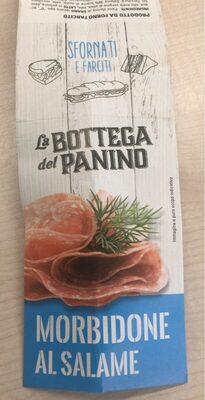 PRODOTTO DA FORNO FARCITO
SFORNATI
E FARCITI
La BOTTEGA
del PANINO
Immagine a puro scopo indicativo
MORBIDONE
AL SALAME